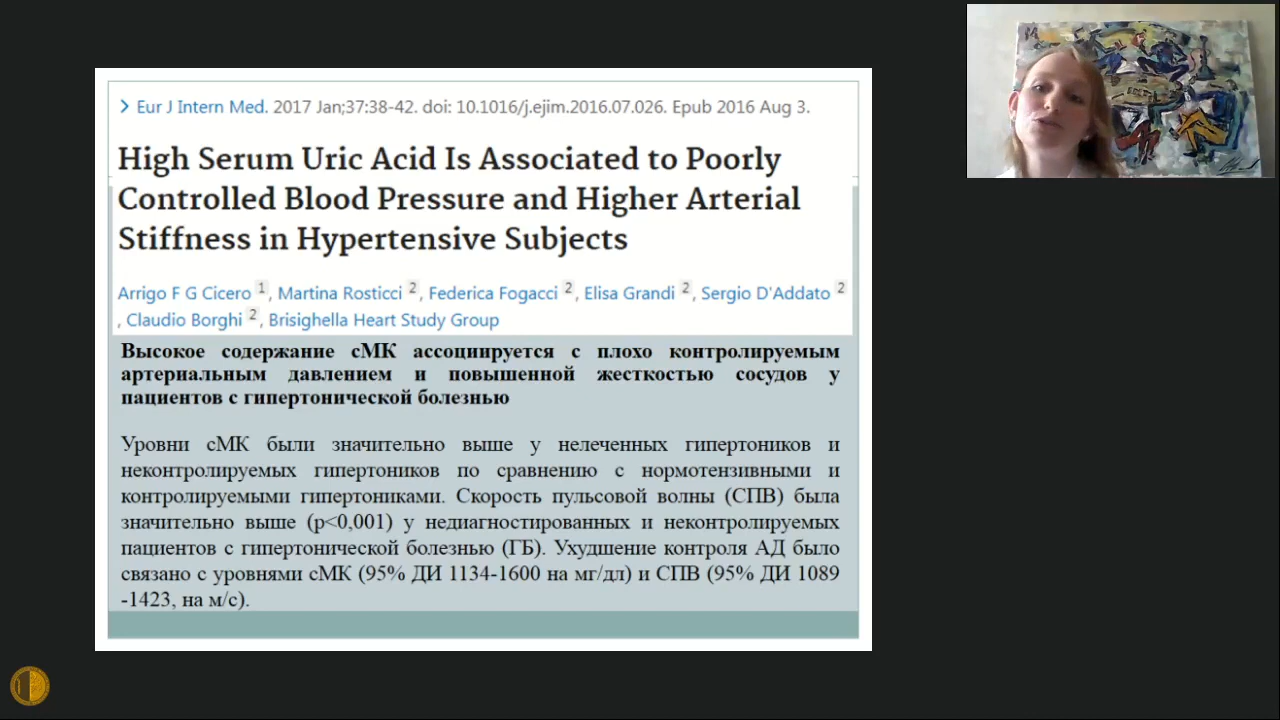 > Eur J Intern Med. 2017 Jan;37:38-42. doi: 10.1016/j.ejim.2016.07.026. Epub 2016 Aug 3.
High Serum Uric Acid Is Associated to Poorly
Controlled Blood Pressure and Higher Arterial
Stiffness in Hypertensive Subjects
Arrigo F G Cicero 1, Martina Rosticci 2, Federica Fogacci 2, Elisa Grandi 2, Sergio D'Addato 2
, Claudio Borghi 2, Brisighella Heart Study Group
Высокое содержание сМК ассоциируется с плохо контролируемым
артериальным давлением и повышенной жесткостью сосудов у
пациентов с гипертонической болезнью
Уровни сМК были значительно выше у нелеченных гипертоников и
неконтролируемых гипертоников по сравнению с нормотензивными и
контролируемыми гипертониками. Скорость пульсовой волны (СПВ) была
значительно выше (p<0,001) у недиагностированных и неконтролируемых
пациентов с гипертонической болезнью (ГБ). Ухудшение контроля АД было
связано с уровнями сМК (95% ДИ 1134-1600 на мг/дл) и СПВ (95% ДИ 1089
-1423, на м/с).